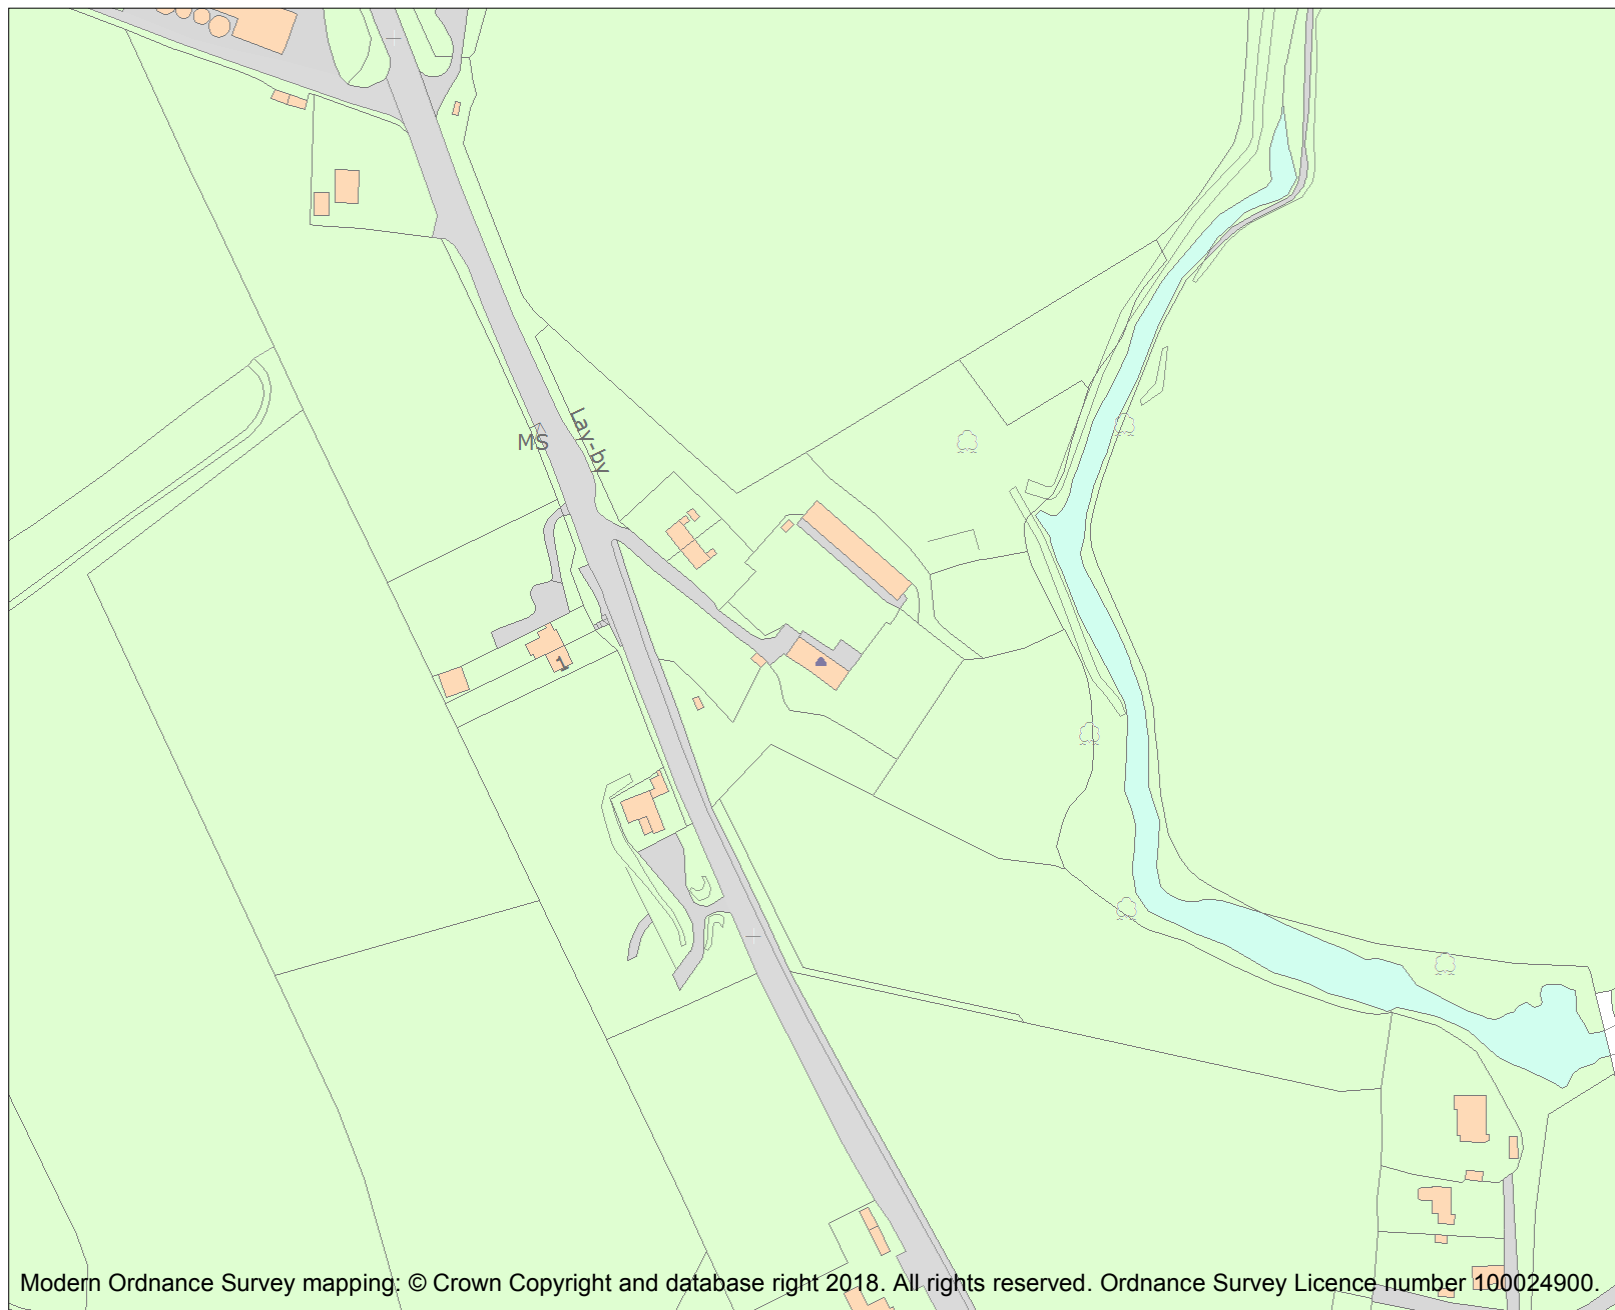 Lay-by
MS
1
Modern Ordnance Survey mapping: © Crown Copyright and database right 2018. All rights reserved. Ordnance Survey Licence number 100024900.